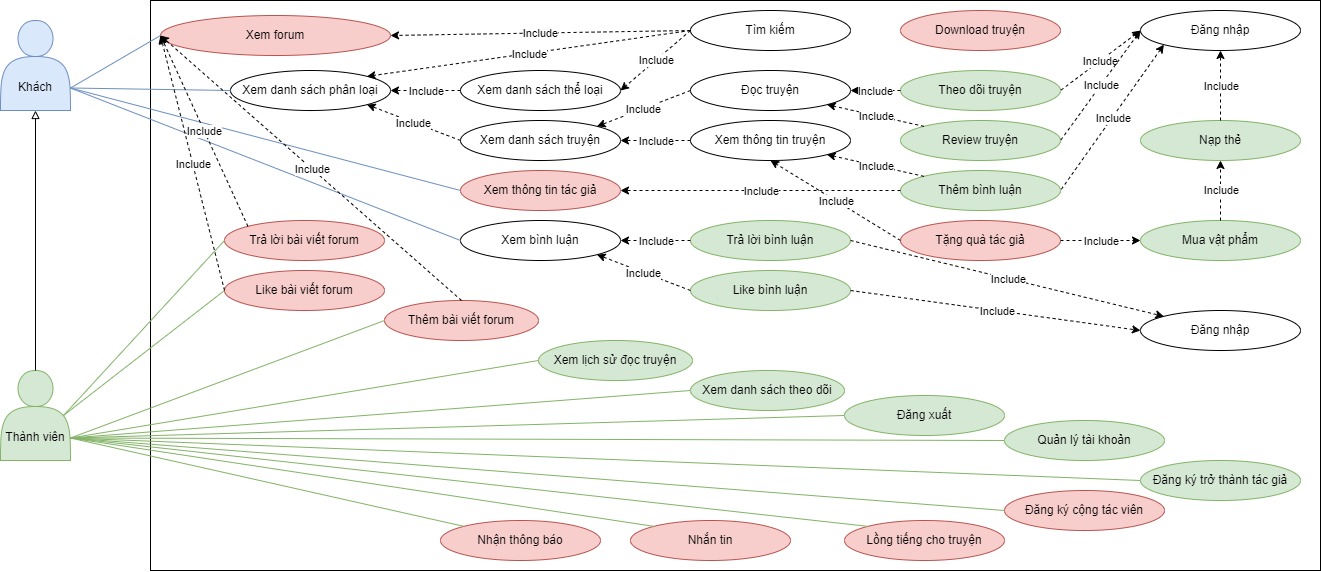 Khách
Thành viên
Xem forum
Include
Tìm kiếm
Download truyện
Đăng nhập
Include
Include
Xem danh sách phân loại
Include
Xem danh sách thể loại
Đọc truyện
Include
Theo dõi truyện
Include
Include
Include
Include
Include
Include
Include
Include
Xem danh sách truyện
Include
Xem thông tin truyện
Review truyện
Nạp thẻ
Include
Include
Include
Xem thông tin tác giả
Include
Thêm bình luận
Include
Include
Trả lời bài viết forum
Xem bình luận
Include
Trả lời bình luận
Tặng quà tác giả
Include
Mua vật phẩm
Include
Include
Like bài viết forum
Like bình luận
Include
Thêm bài viết forum
Đăng nhập
Xem lịch sử đọc truyện
Xem danh sách theo dõi
Đăng xuất
Quản lý tài khoản
Đăng ký trở thành tác giả
Đăng ký cộng tác viên
Nhận thông báo
Nhắn tin
Lồng tiếng cho truyện